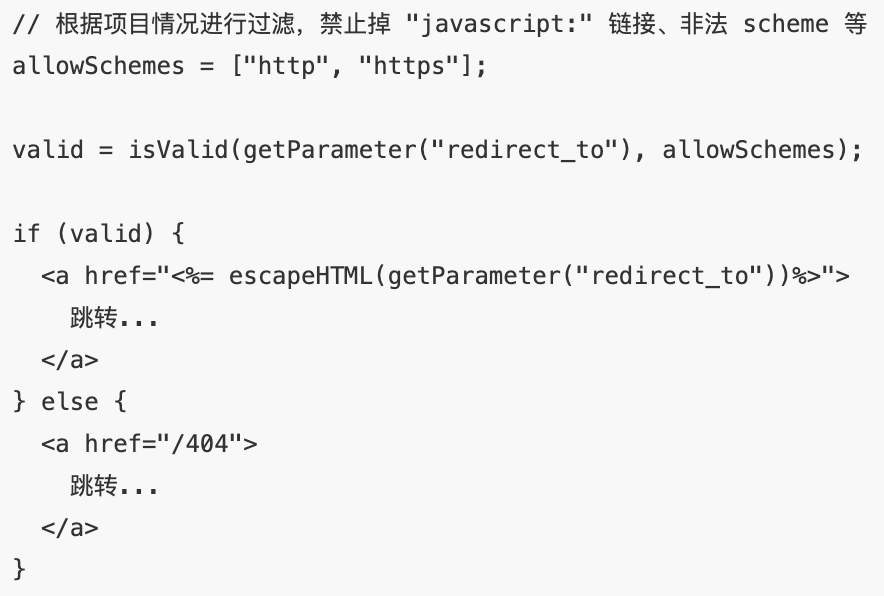 // 根据项目情况进行过滤，禁止掉 "javascript:" 链接、非法 scheme 等
allowSchemes = ["http", "https"];

valid = isValid(getParameter("redirect_to"), allowSchemes);

if (valid) {
  <a href="<%= escapeHTML(getParameter("redirect_to"))%>">
    跳转...
  </a>
} else {
  <a href="/404">
    跳转...
  </a>
}